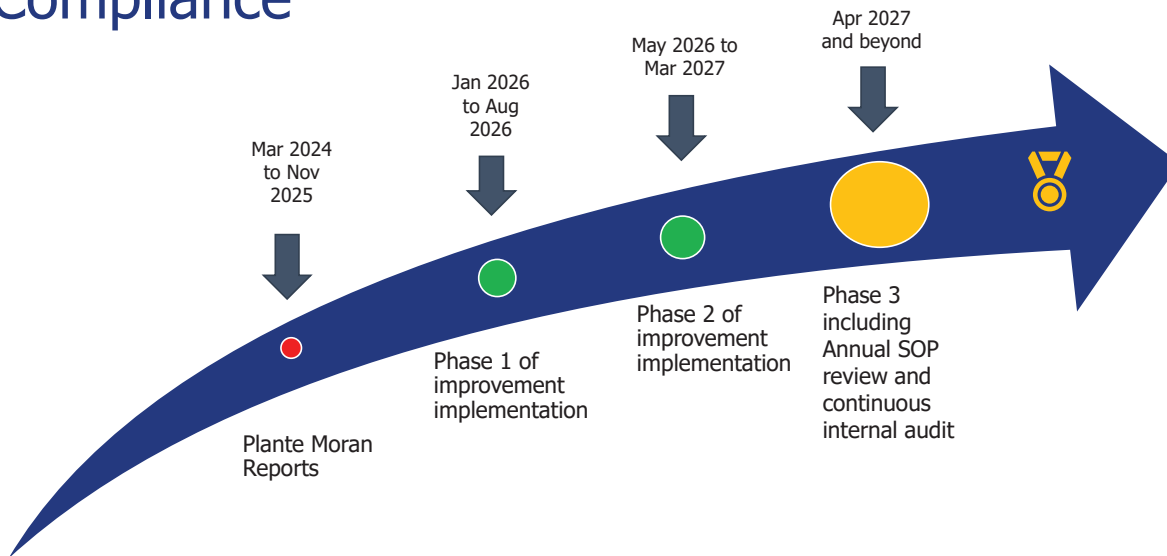 Compliance
Mar 2024
to Nov
2025
Jan 2026
to Aug
2026
May 2026 to
Mar 2027
Apr 2027
and beyond
Plante Moran
Reports
Phase 1 of
improvement
implementation
Phase 2 of
improvement
implementation
Phase 3
including
Annual SOP
review and
continuous
internal audit